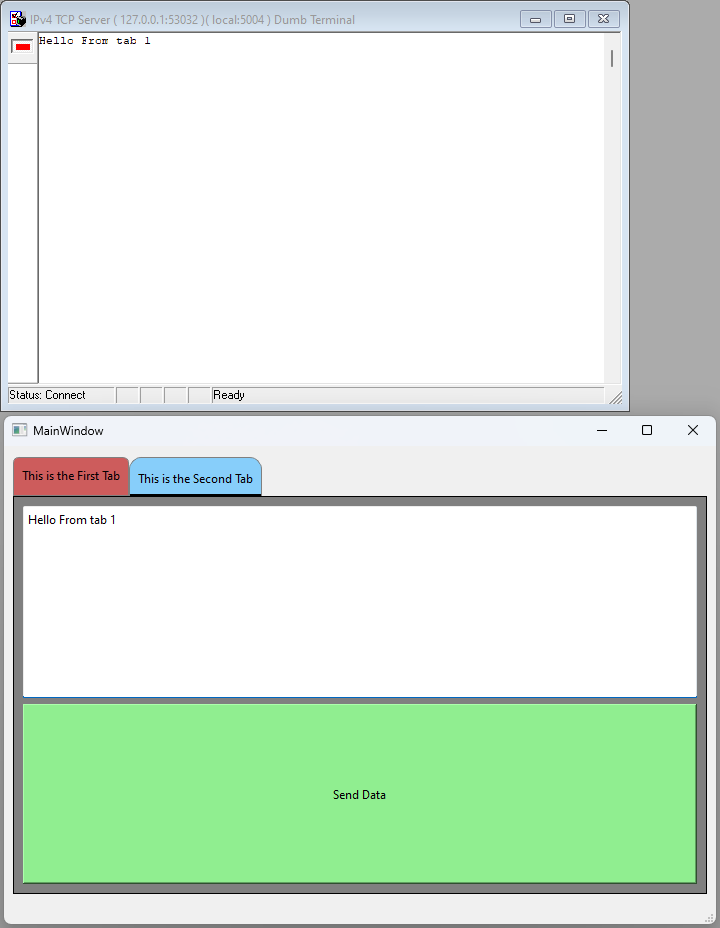 IPv4 TCP Server ( 127.0.0.1:53032 )( local:5004 ) Dumb Terminal
Hello From tab 1
Status: Connect
Ready
MainWindow
This is the First Tab
This is the Second Tab
Hello From tab 1
Send Data